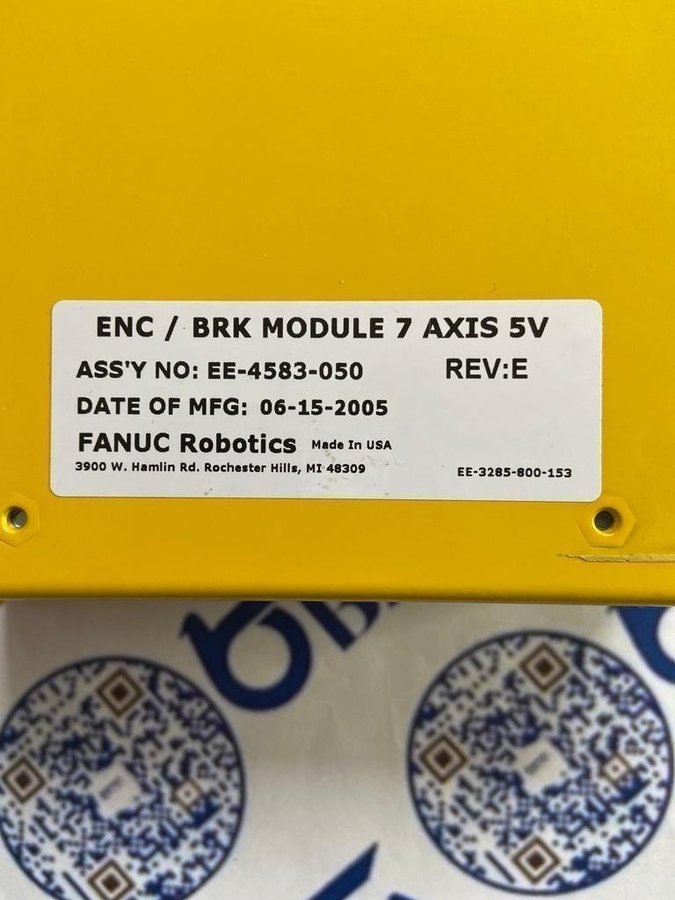 ENC / BRK MODULE 7 AXIS 5V
ASS'Y NO: EE-4583-050 REV:E
DATE OF MFG: 06-15-2005
FANUC Robotics Made In USA
3900 W. Hamlin Rd. Rochester Hills, MI 48309 EE-3285-800-153